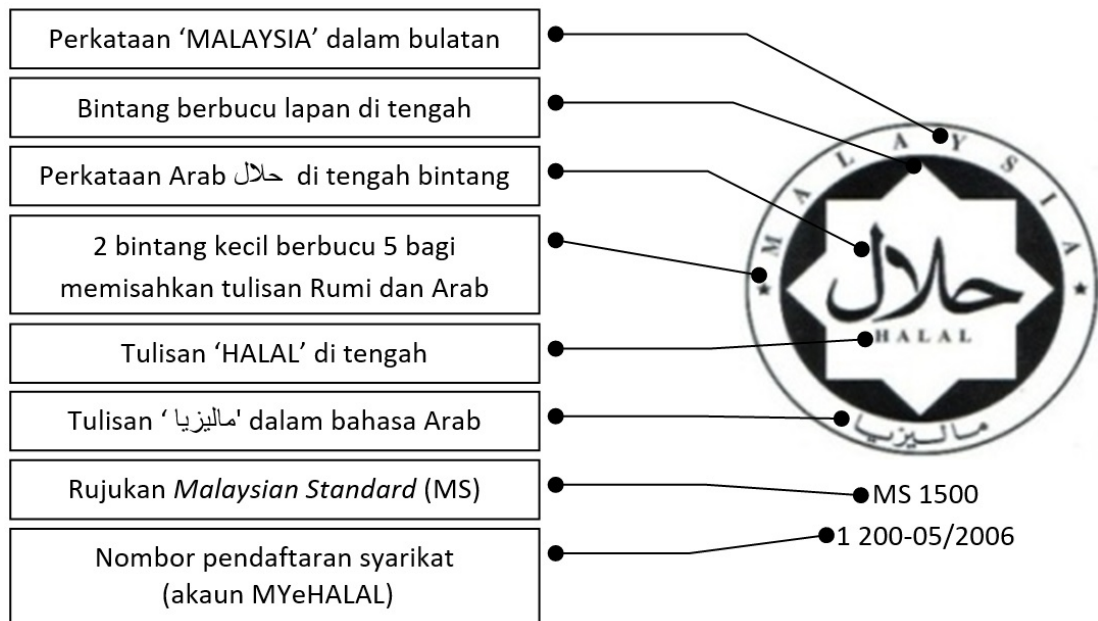 Perkataan ‘MALAYSIA’ dalam bulatan
Bintang berbucu lapan di tengah
Perkataan Arab حلال di tengah bintang
2 bintang kecil berbucu 5 bagi
memisahkan tulisan Rumi dan Arab
Tulisan ‘HALAL’ di tengah
Tulisan ‘ ماليزيا' dalam bahasa Arab
Rujukan Malaysian Standard (MS)
Nombor pendaftaran syarikat
(akaun MYeHALAL)
MALAYSIA
حلال
HALAL
ماليزيا
MS 1500
1 200-05/2006